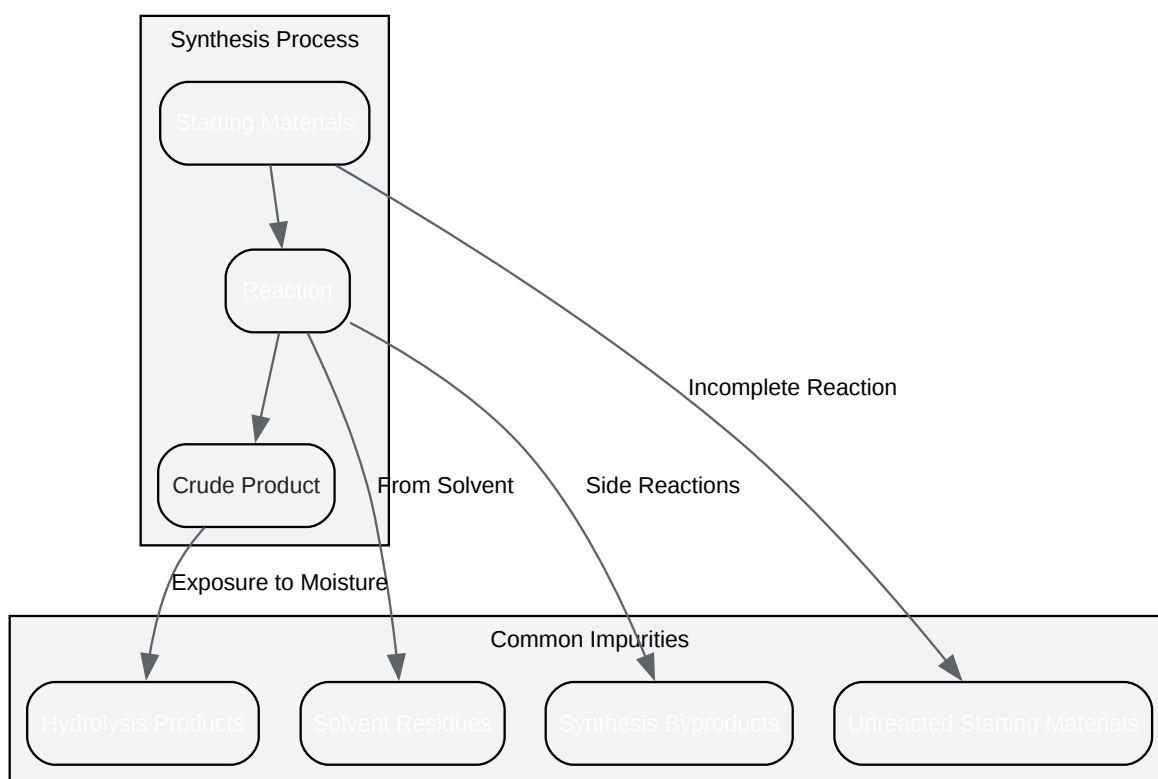 Synthesis Process
Starting Materials
Reaction
Incomplete Reaction
Crude Product
From Solvent
Side Reactions
Exposure to Moisture
Common Impurities
Hydrolysis Products
Solvent Residues
Synthesis Byproducts
Unreacted Starting Materials